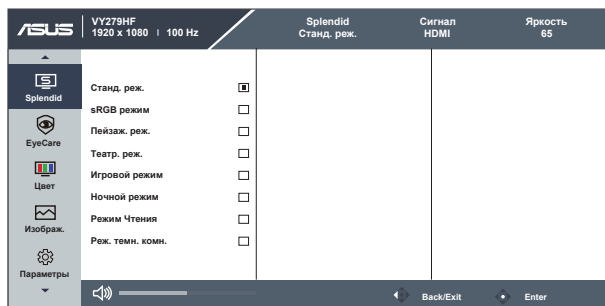 ASUS
VY279HF
1920 x 1080 | 100 Hz
Splendid
Станд. реж.
Сигнал
HDMI
Яркость
65
Splendid
EyeCare
Цвет
Изображ.
Параметры
Станд. реж.
sRGB режим
Пейзаж. реж.
Театр. реж.
Игровой режим
Ночной режим
Режим Чтения
Реж. темн. комн.
Back/Exit
Enter